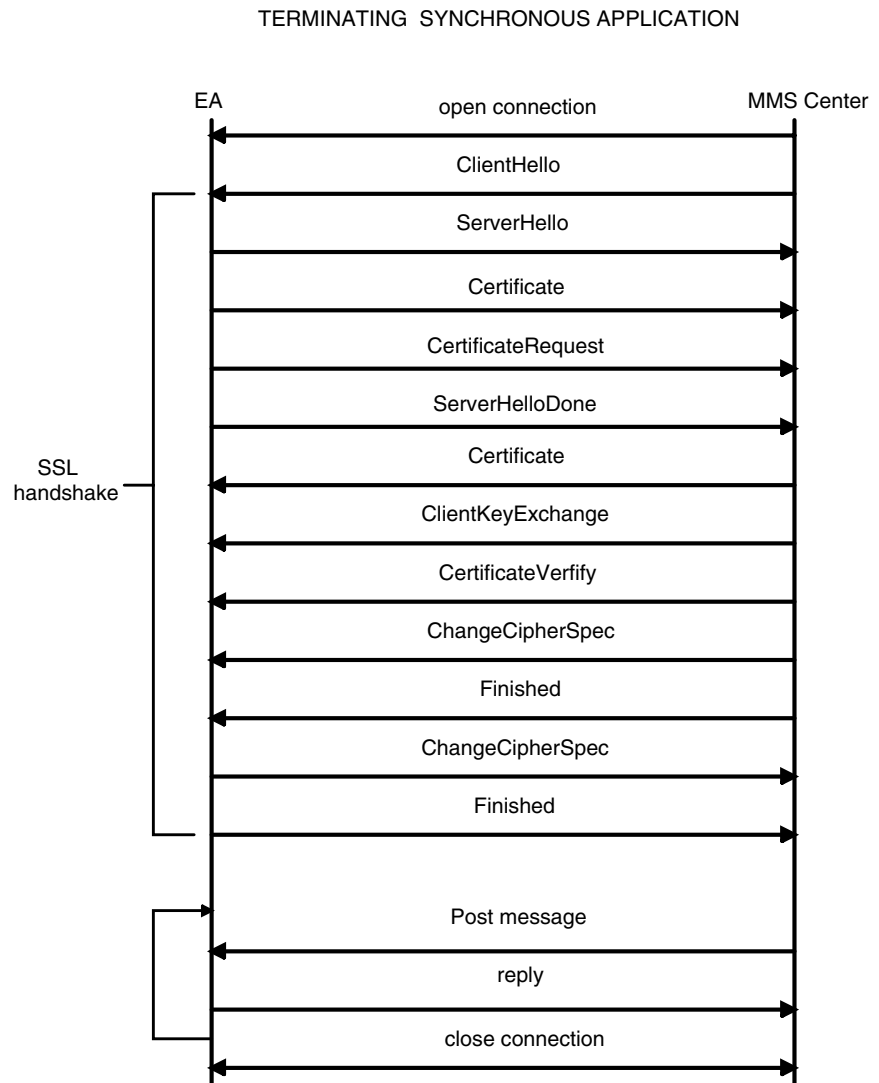 TERMINATING SYNCHRONOUS APPLICATION
EA
MMS Center
open connection
ClientHello
ServerHello
Certificate
CertificateRequest
ServerHelloDone
Certificate
SSL
handshake
ClientKeyExchange
CertificateVerfify
ChangeCipherSpec
Finished
ChangeCipherSpec
Finished
Post message
reply
close connection